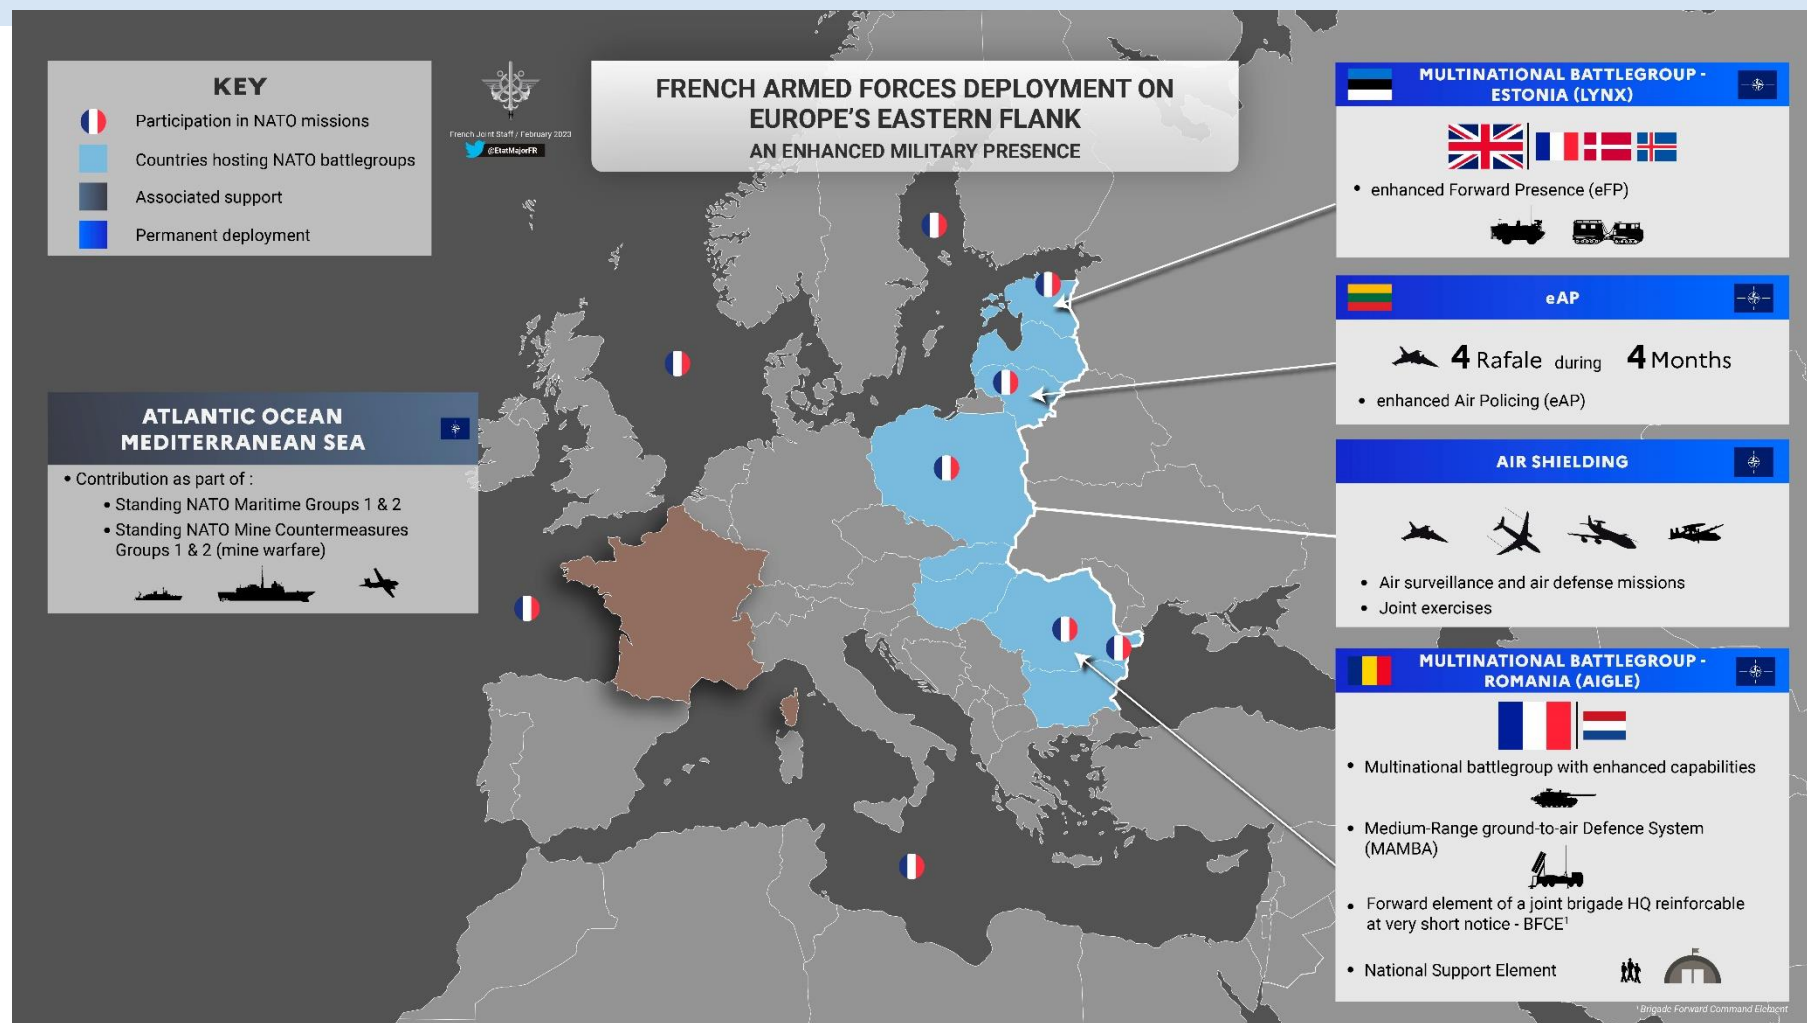 KEY
Participation in NATO missions
Countries hosting NATO battlegroups
Associated support
Permanent deployment
French Joint Staff / February 2023
@EtatMajorFR
FRENCH ARMED FORCES DEPLOYMENT ON
EUROPE'S EASTERN FLANK
AN ENHANCED MILITARY PRESENCE
ATLANTIC OCEAN
MEDITERRANEAN SEA
• Contribution as part of :
• Standing NATO Maritime Groups 1 & 2
• Standing NATO Mine Countermeasures
Groups 1 & 2 (mine warfare)
MULTINATIONAL BATTLEGROUP -
ESTONIA (LYNX)
• enhanced Forward Presence (eFP)
eAP
4 Rafale during 4 Months
• enhanced Air Policing (eAP)
AIR SHIELDING
• Air surveillance and air defense missions
• Joint exercises
MULTINATIONAL BATTLEGROUP -
ROMANIA (AIGLE)
• Multinational battlegroup with enhanced capabilities
• Medium-Range ground-to-air Defence System
(MAMBA)
• Forward element of a joint brigade HQ reinforcable
at very short notice - BFCE¹
• National Support Element
¹ Brigade Forward Command Element